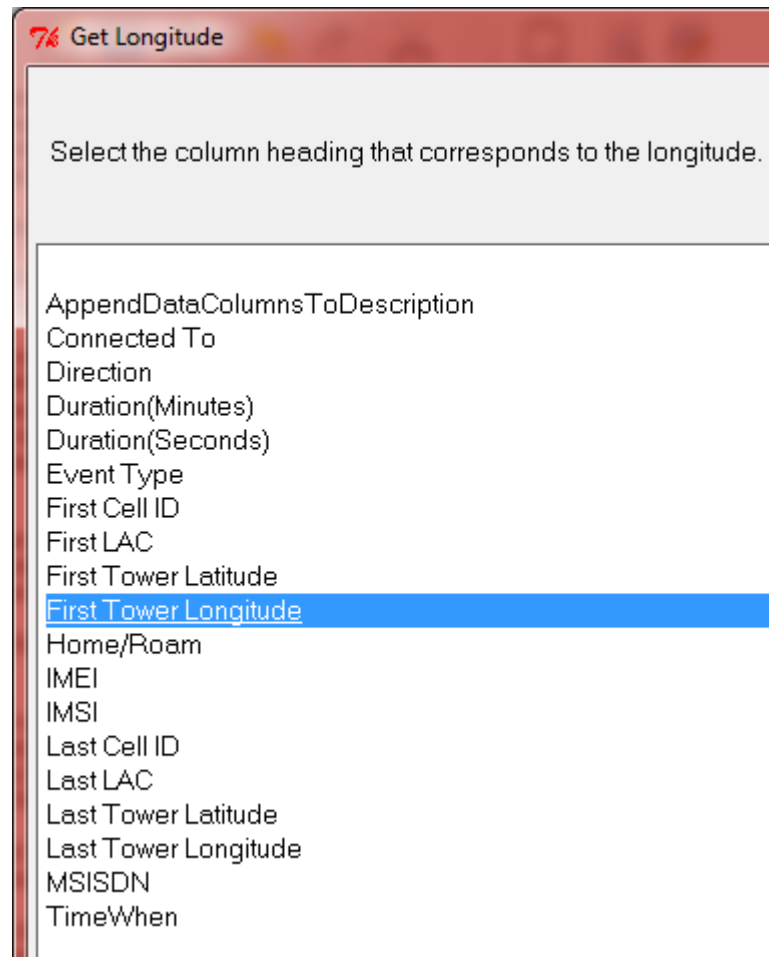 Get Longitude
Select the column heading that corresponds to the longitude.
AppendDataColumnsToDescription
Connected To
Direction
Duration(Minutes)
Duration(Seconds)
Event Type
First Cell ID
First LAC
First Tower Latitude
First Tower Longitude
Home/Roam
IMEI
IMSI
Last Cell ID
Last LAC
Last Tower Latitude
Last Tower Longitude
MSISDN
TimeWhen